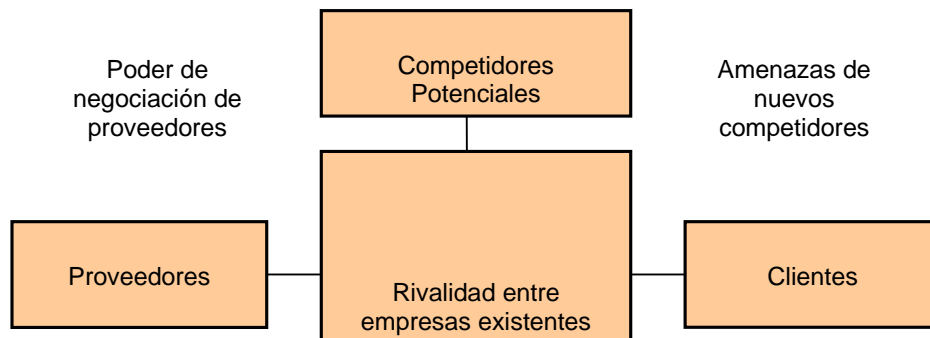 Poder de
negociación de
proveedores
Competidores
Potenciales
Amenazas de
nuevos
competidores
Proveedores
Rivalidad entre
empresas existentes
Clientes